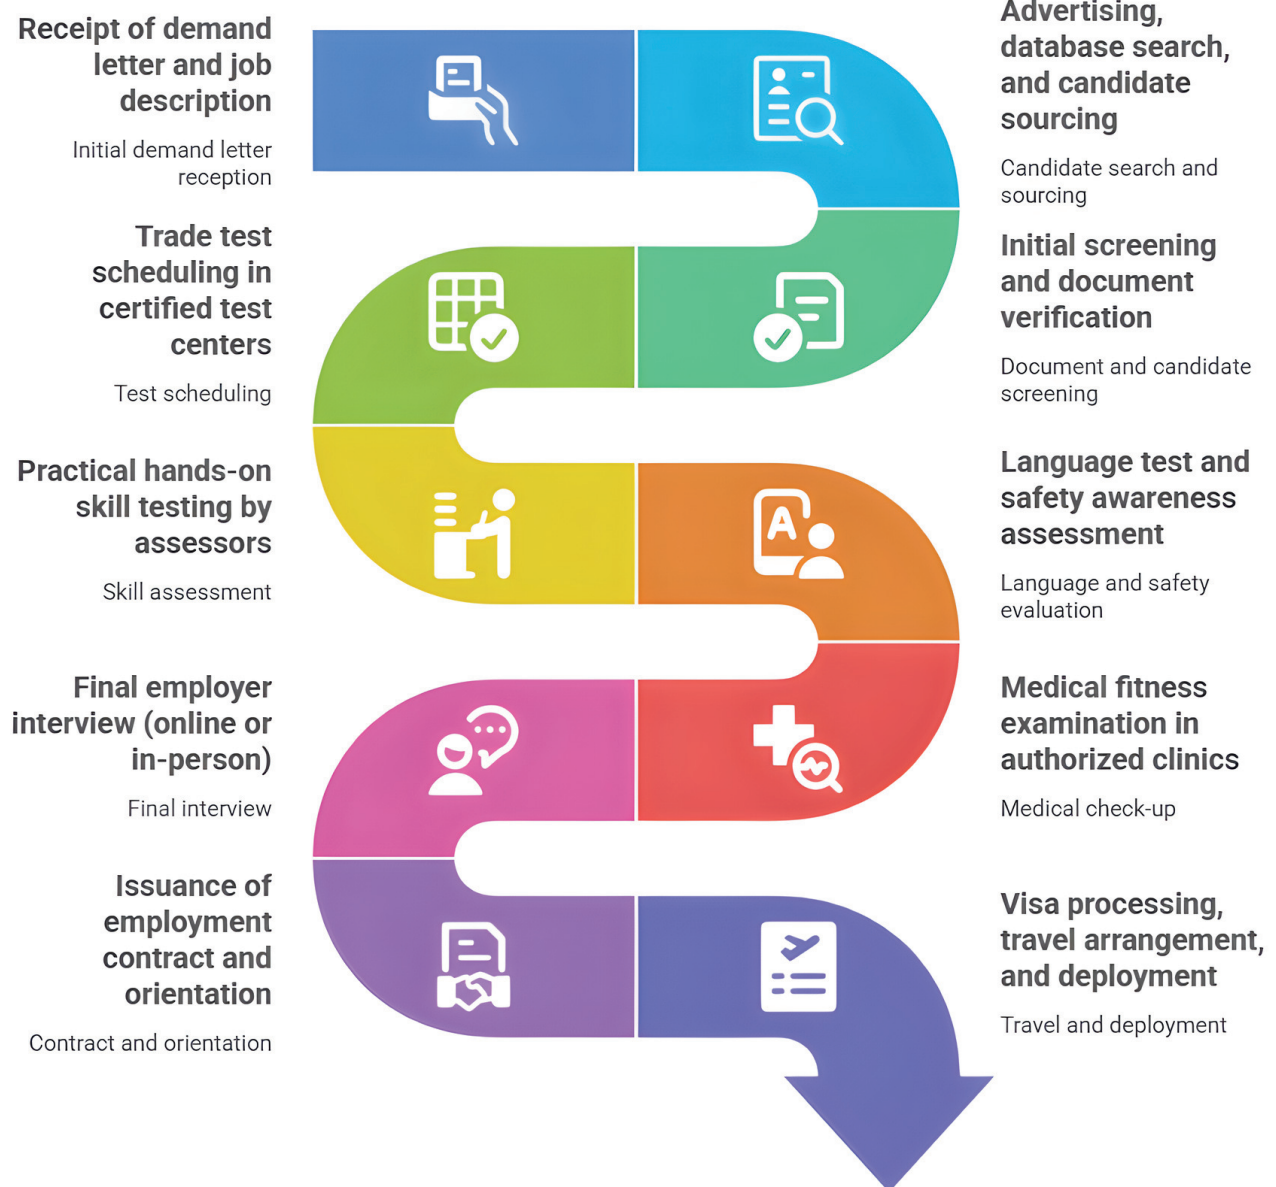 Receipt of demand
letter and job
description
Initial demand letter
reception
Advertising,
database search,
and candidate
sourcing
Candidate search and
sourcing
Initial screening
and document
verification
Document and candidate
screening
Trade test
scheduling in
certified test
centers
Test scheduling
Practical hands-on
skill testing by
assessors
Skill assessment
A
Language test and
safety awareness
assessment
Language and safety
evaluation
Medical fitness
examination in
authorized clinics
Medical check-up
Final employer
interview (online or
in-person)
Final interview
Issuance of
employment
contract and
orientation
Contract and orientation
Visa processing,
travel arrangement,
and deployment
Travel and deployment